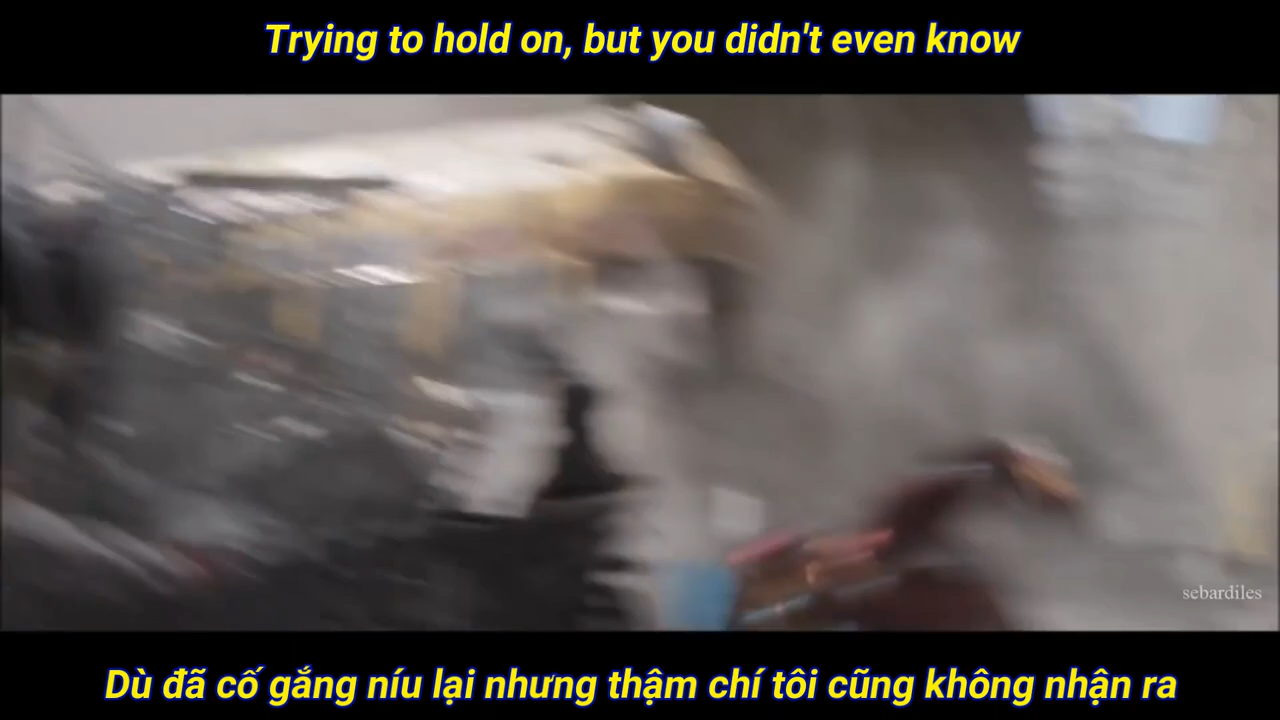 Trying to hold on, but you didn't even know
sebardiles
Dù đã cố gắng níu lại nhưng thậm chí tôi cũng không nhận ra